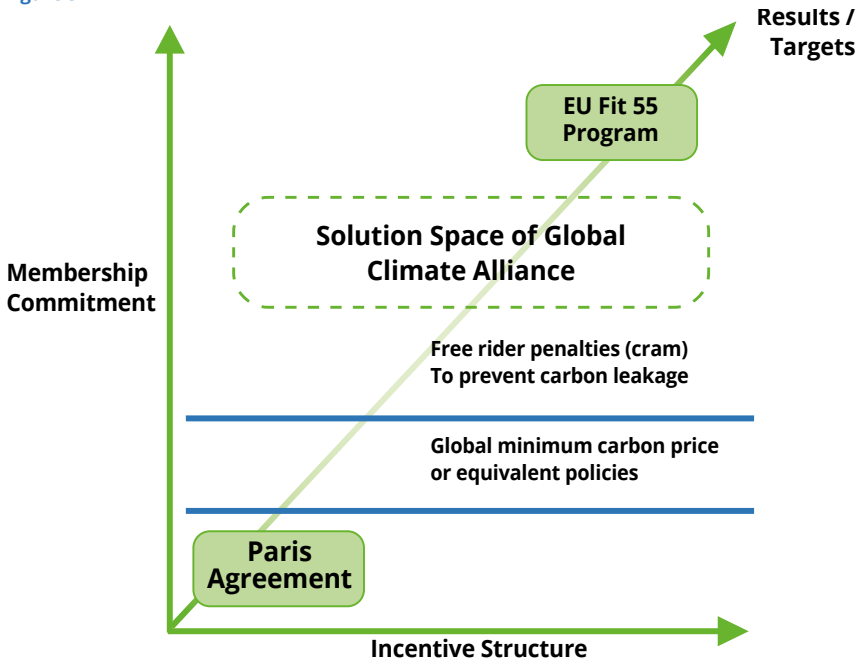 Results /
Targets
EU Fit 55
Program
Solution Space of Global
Climate Alliance
Membership
Commitment
Free rider penalties (cram)
To prevent carbon leakage
Global minimum carbon price
or equivalent policies
Paris
Agreement
Incentive Structure